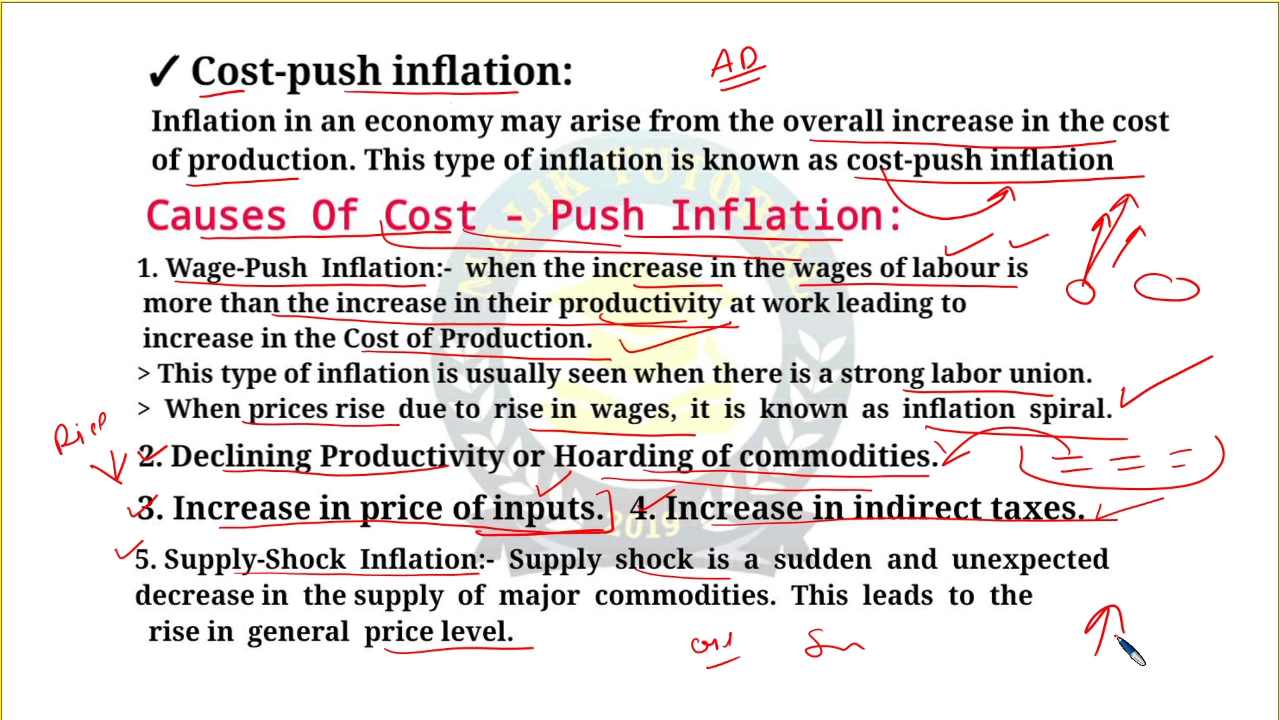 ✓ Cost-push inflation:
AD
Inflation in an economy may arise from the overall increase in the cost
of production. This type of inflation is known as cost-push inflation
Causes Of Cost - Push Inflation:
1. Wage-Push Inflation:- when the increase in the wages of labour is
more than the increase in their productivity at work leading to
increase in the Cost of Production.
> This type of inflation is usually seen when there is a strong labor union.
> When prices rise due to rise in wages, it is known as inflation spiral.
2. Declining Productivity or Hoarding of commodities.
3. Increase in price of inputs. 4. Increase in indirect taxes.
5. Supply-Shock Inflation:- Supply shock is a sudden and unexpected
decrease in the supply of major commodities. This leads to the
rise in general price level.
MALIK TUTORIAL
2019